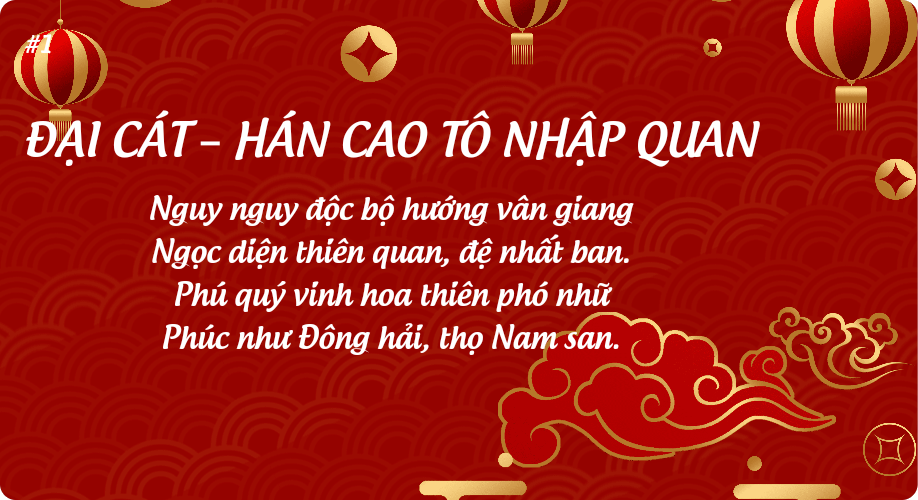 #1
ĐẠI CÁT – HÁN CAO TÔ NHẬP QUAN
Nguy nguy độc bộ hướng vân giang
Ngọc diện thiên quan, đệ nhất ban.
Phú quý vinh hoa thiên phó nhữ
Phúc như Đông hải, thọ Nam san.